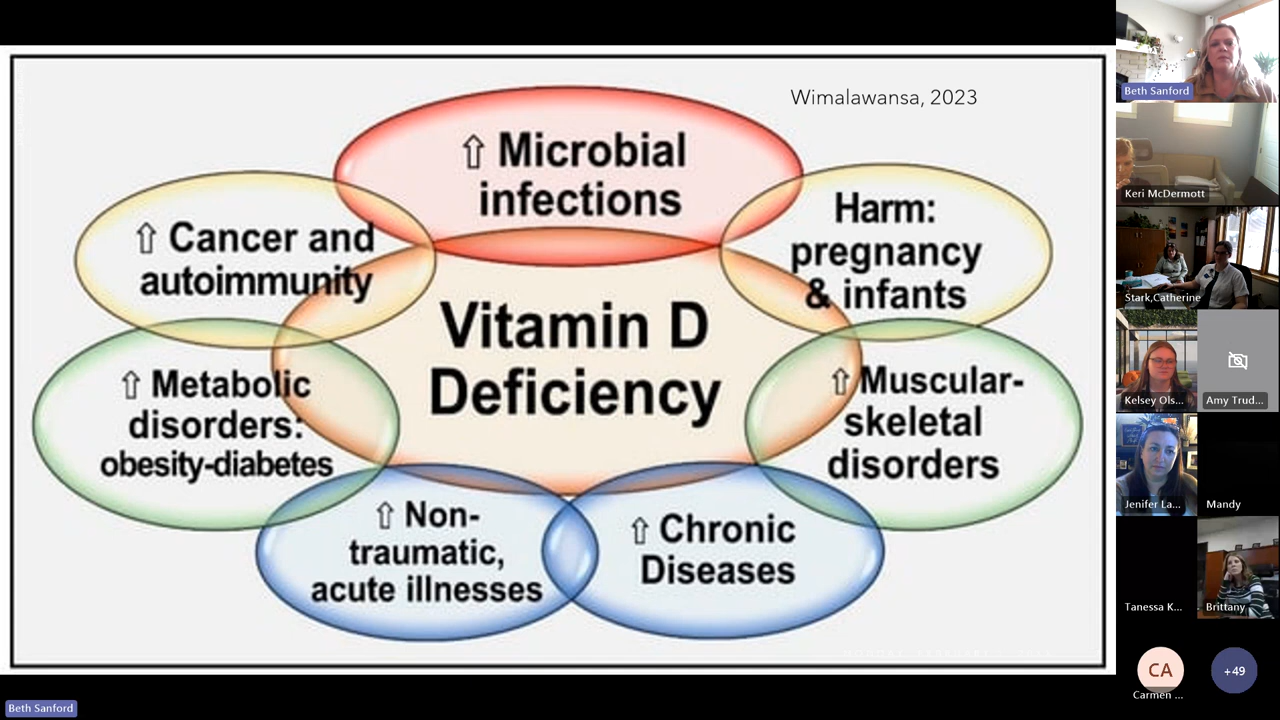 Wimalawansa, 2023
⇧ Microbial
infections
⇧ Cancer and
autoimmunity
Harm:
pregnancy
& infants
Vitamin D
Deficiency
⇧ Metabolic
disorders:
obesity-diabetes
⇧ Muscular-
skeletal
disorders
⇧ Non-
traumatic,
acute illnesses
⇧ Chronic
Diseases
Beth Sanford
Beth Sanford
Keri McDermott
Stark,Catherine
Kelsey Ols...
Amy Trud...
Jenifer La...
Mandy
Tanessa K...
Brittany
CA
Carmen ...
+49